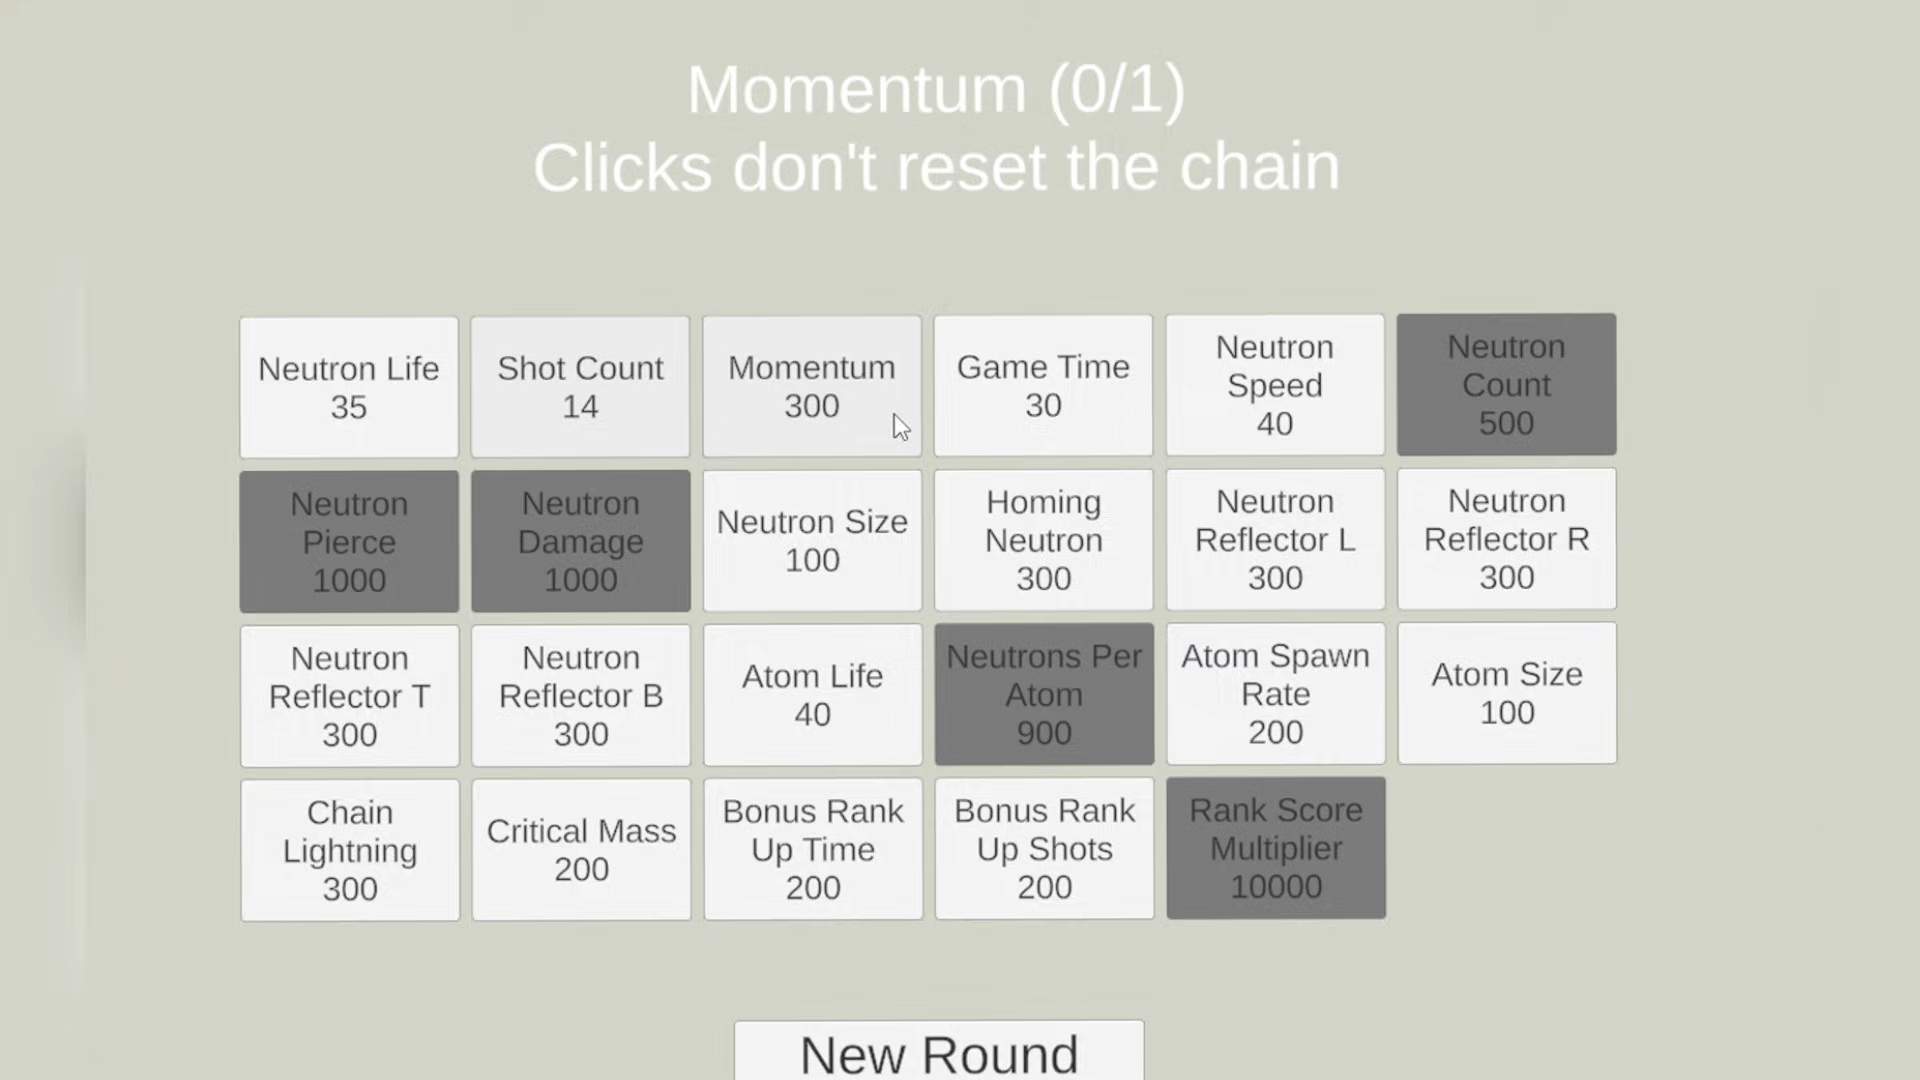 Momentum (0/1)
Clicks don't reset the chain
Neutron Life
35
Shot Count
14
Momentum
300
Game Time
30
Neutron
Speed
40
Neutron
Count
500
Neutron
Pierce
1000
Neutron
Damage
1000
Neutron Size
100
Homing
Neutron
300
Neutron
Reflector L
300
Neutron
Reflector R
300
Neutron
Reflector T
300
Neutron
Reflector B
300
Atom Life
40
Neutrons Per
Atom
900
Atom Spawn
Rate
200
Atom Size
100
Chain
Lightning
300
Critical Mass
200
Bonus Rank
Up Time
200
Bonus Rank
Up Shots
200
Rank Score
Multiplier
10000
New Round